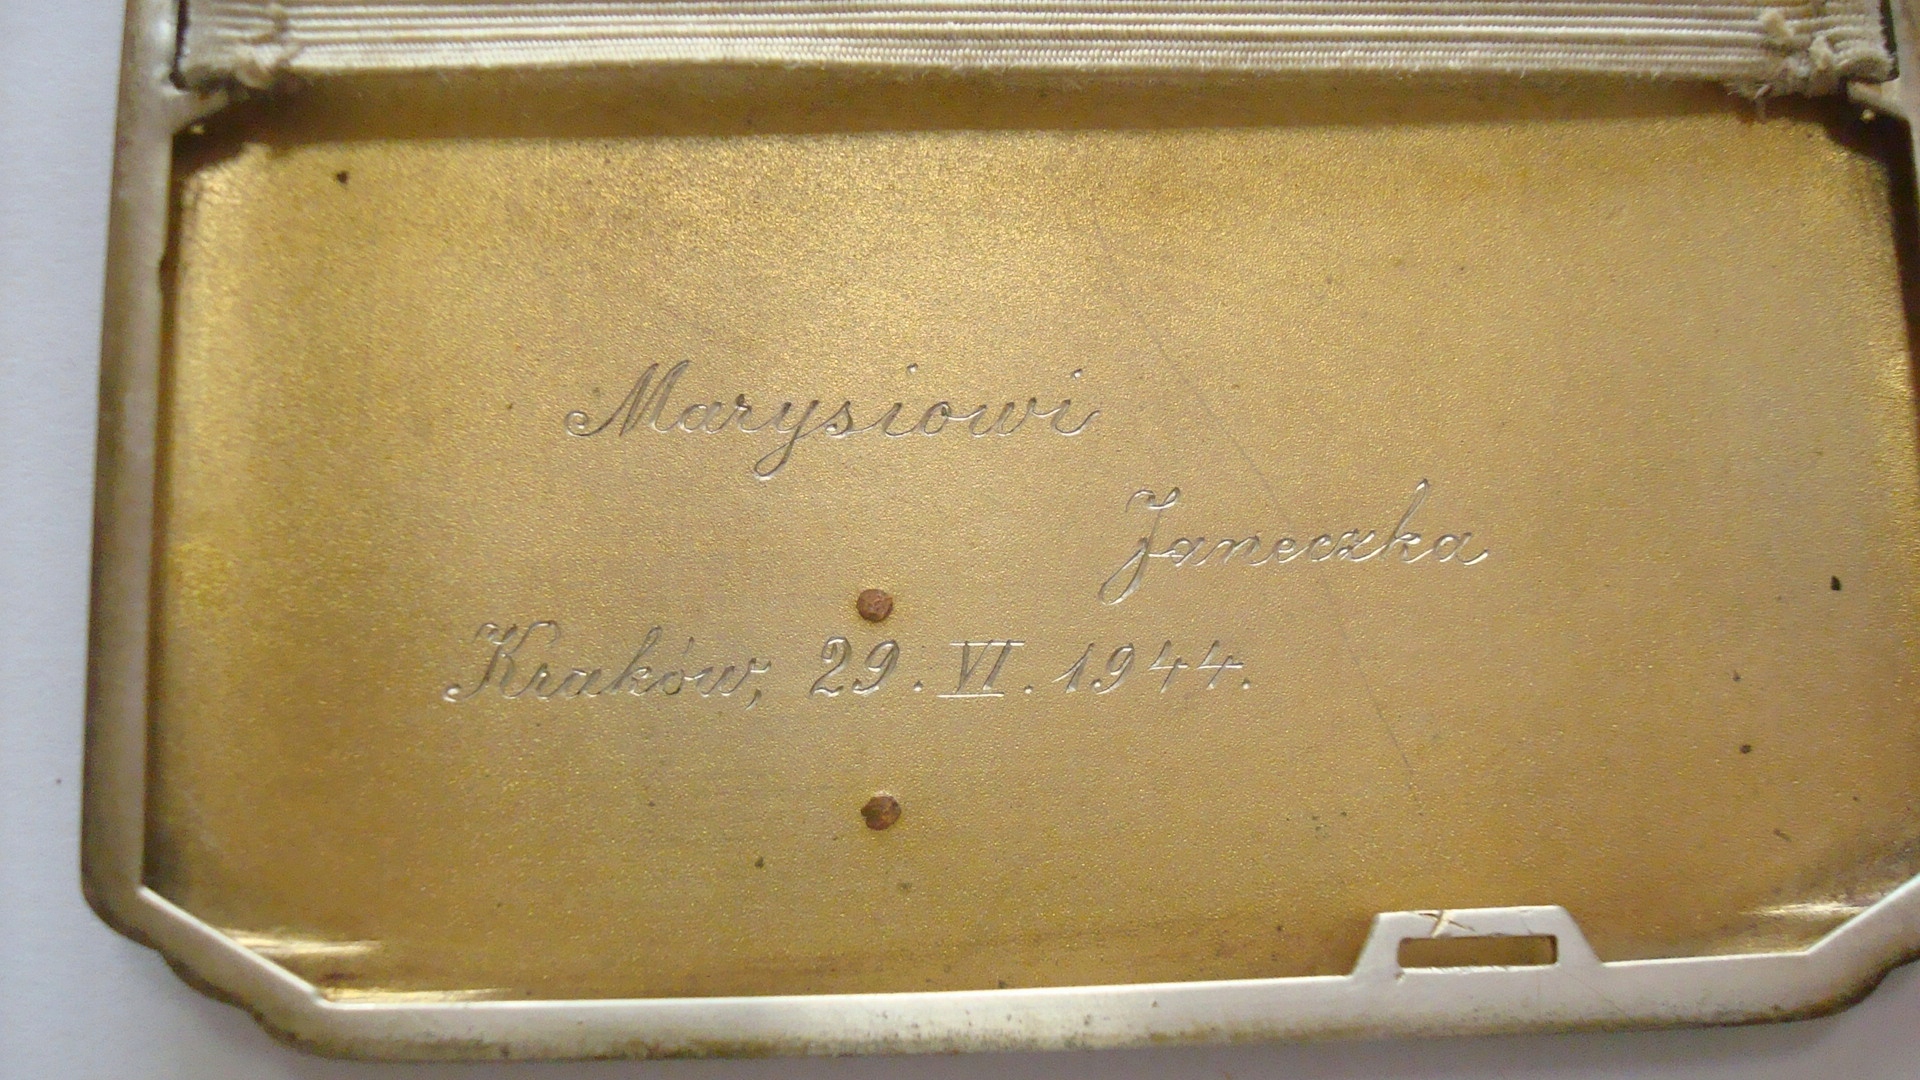 Marysiowi
Janeczka
Kraków, 29. VI. 1944.